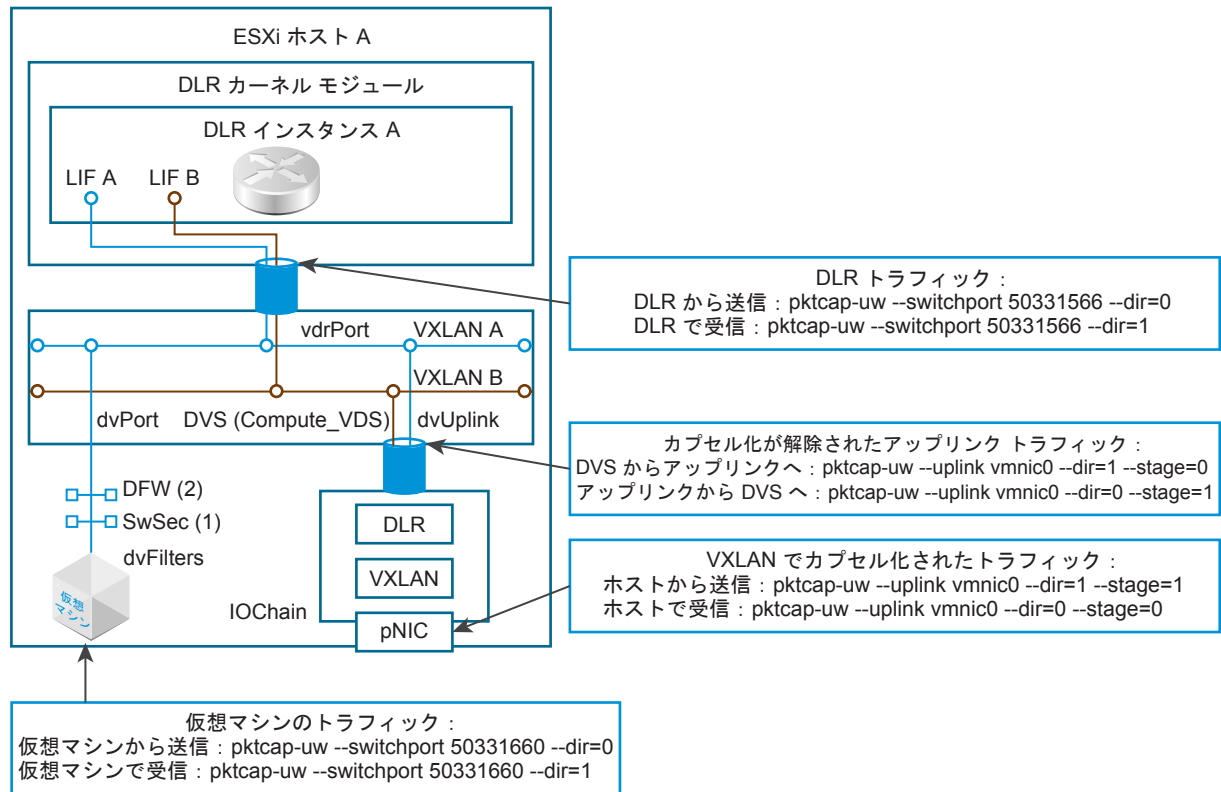 ESXi ホスト A
DLR カーネル モジュール
DLR インスタンス A
LIF A
LIF B
vdrPort
VXLAN A
VXLAN B
dvPort
DVS (Compute_VDS)
dvUplink
DFW (2)
SwSec (1)
dvFilters
仮想
マシン
IOChain
DLR
VXLAN
pNIC
DLR トラフィック：
DLR から送信：pktcap-uw --switchport 50331566 --dir=0
DLR で受信：pktcap-uw --switchport 50331566 --dir=1
カプセル化が解除されたアップリンク トラフィック：
DVS からアップリンクへ：pktcap-uw --uplink vmnic0 --dir=1 --stage=0
アップリンクから DVS へ：pktcap-uw --uplink vmnic0 --dir=0 --stage=1
VXLAN でカプセル化されたトラフィック：
ホストから送信：pktcap-uw --uplink vmnic0 --dir=1 --stage=1
ホストで受信：pktcap-uw --uplink vmnic0 --dir=0 --stage=0
仮想マシンのトラフィック：
仮想マシンから送信：pktcap-uw --switchport 50331660 --dir=0
仮想マシンで受信：pktcap-uw --switchport 50331660 --dir=1